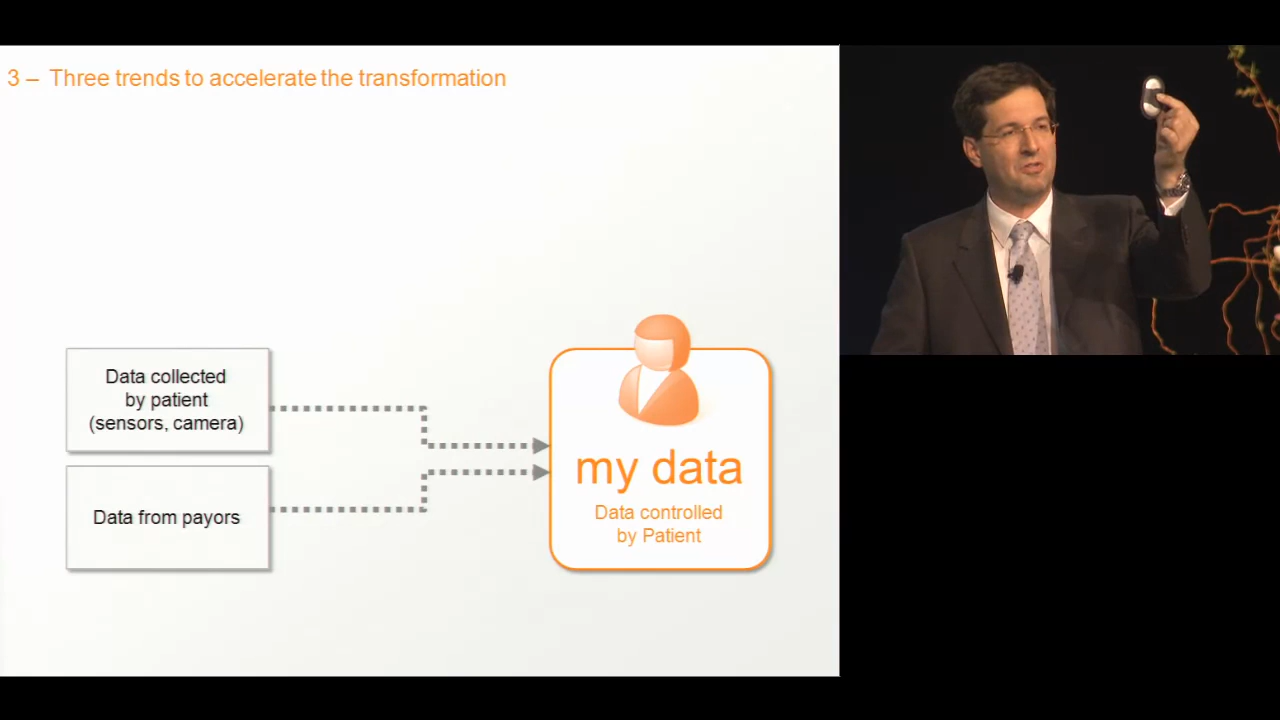 3 – Three trends to accelerate the transformation
Data collected
by patient
(sensors, camera)
Data from payors
my data
Data controlled
by Patient